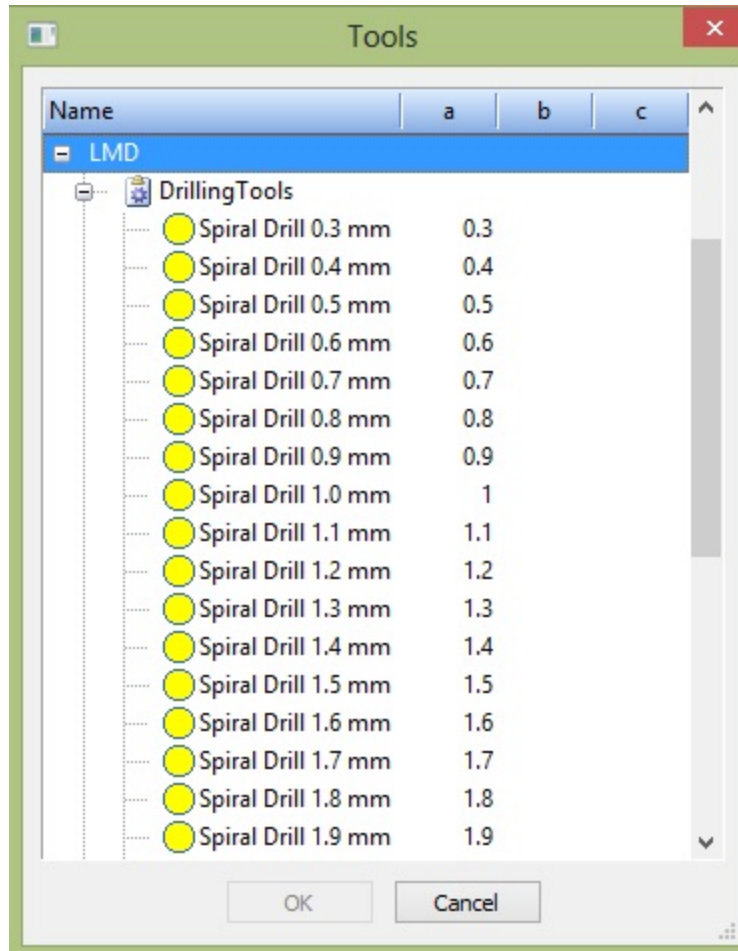 Tools
Name a b c
LMD
DrillingTools
Spiral Drill 0.3 mm 0.3
Spiral Drill 0.4 mm 0.4
Spiral Drill 0.5 mm 0.5
Spiral Drill 0.6 mm 0.6
Spiral Drill 0.7 mm 0.7
Spiral Drill 0.8 mm 0.8
Spiral Drill 0.9 mm 0.9
Spiral Drill 1.0 mm 1
Spiral Drill 1.1 mm 1.1
Spiral Drill 1.2 mm 1.2
Spiral Drill 1.3 mm 1.3
Spiral Drill 1.4 mm 1.4
Spiral Drill 1.5 mm 1.5
Spiral Drill 1.6 mm 1.6
Spiral Drill 1.7 mm 1.7
Spiral Drill 1.8 mm 1.8
Spiral Drill 1.9 mm 1.9
OK Cancel